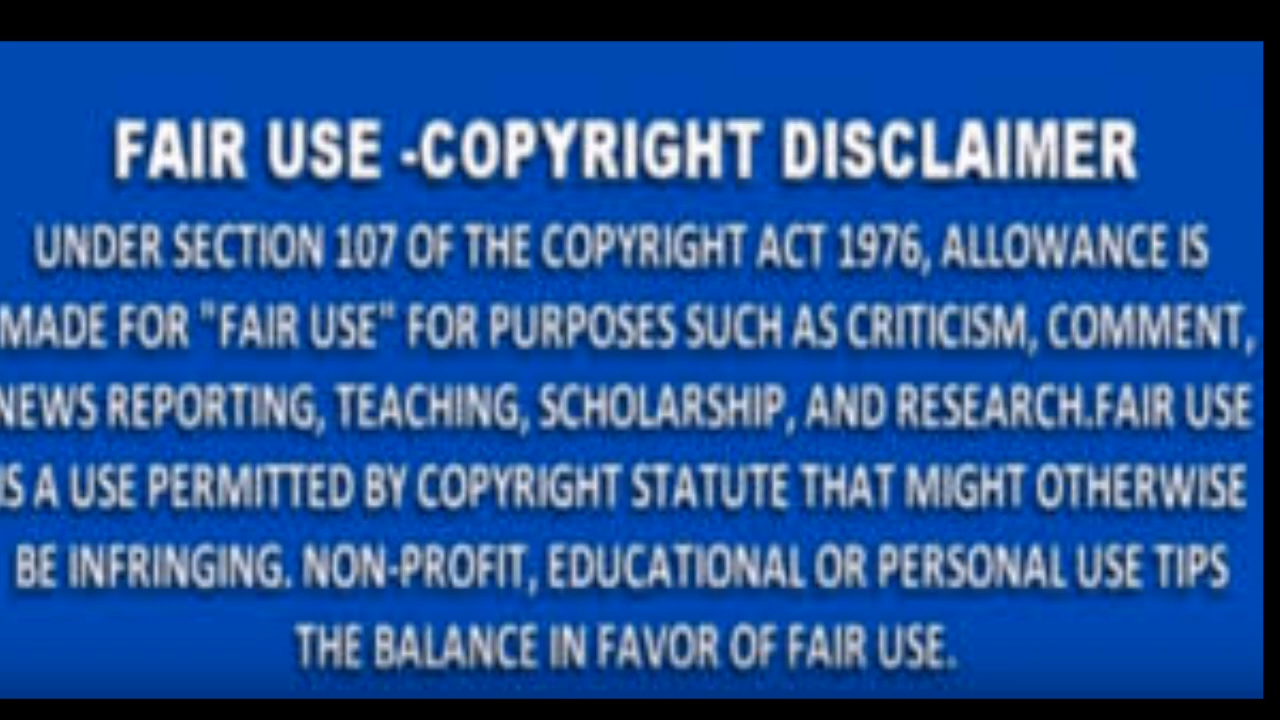 FAIR USE -COPYRIGHT DISCLAIMER
UNDER SECTION 107 OF THE COPYRIGHT ACT 1976, ALLOWANCE IS
MADE FOR "FAIR USE" FOR PURPOSES SUCH AS CRITICISM, COMMENT,
NEWS REPORTING, TEACHING, SCHOLARSHIP, AND RESEARCH.FAIR USE
IS A USE PERMITTED BY COPYRIGHT STATUTE THAT MIGHT OTHERWISE
BE INFRINGING. NON-PROFIT, EDUCATIONAL OR PERSONAL USE TIPS
THE BALANCE IN FAVOR OF FAIR USE.